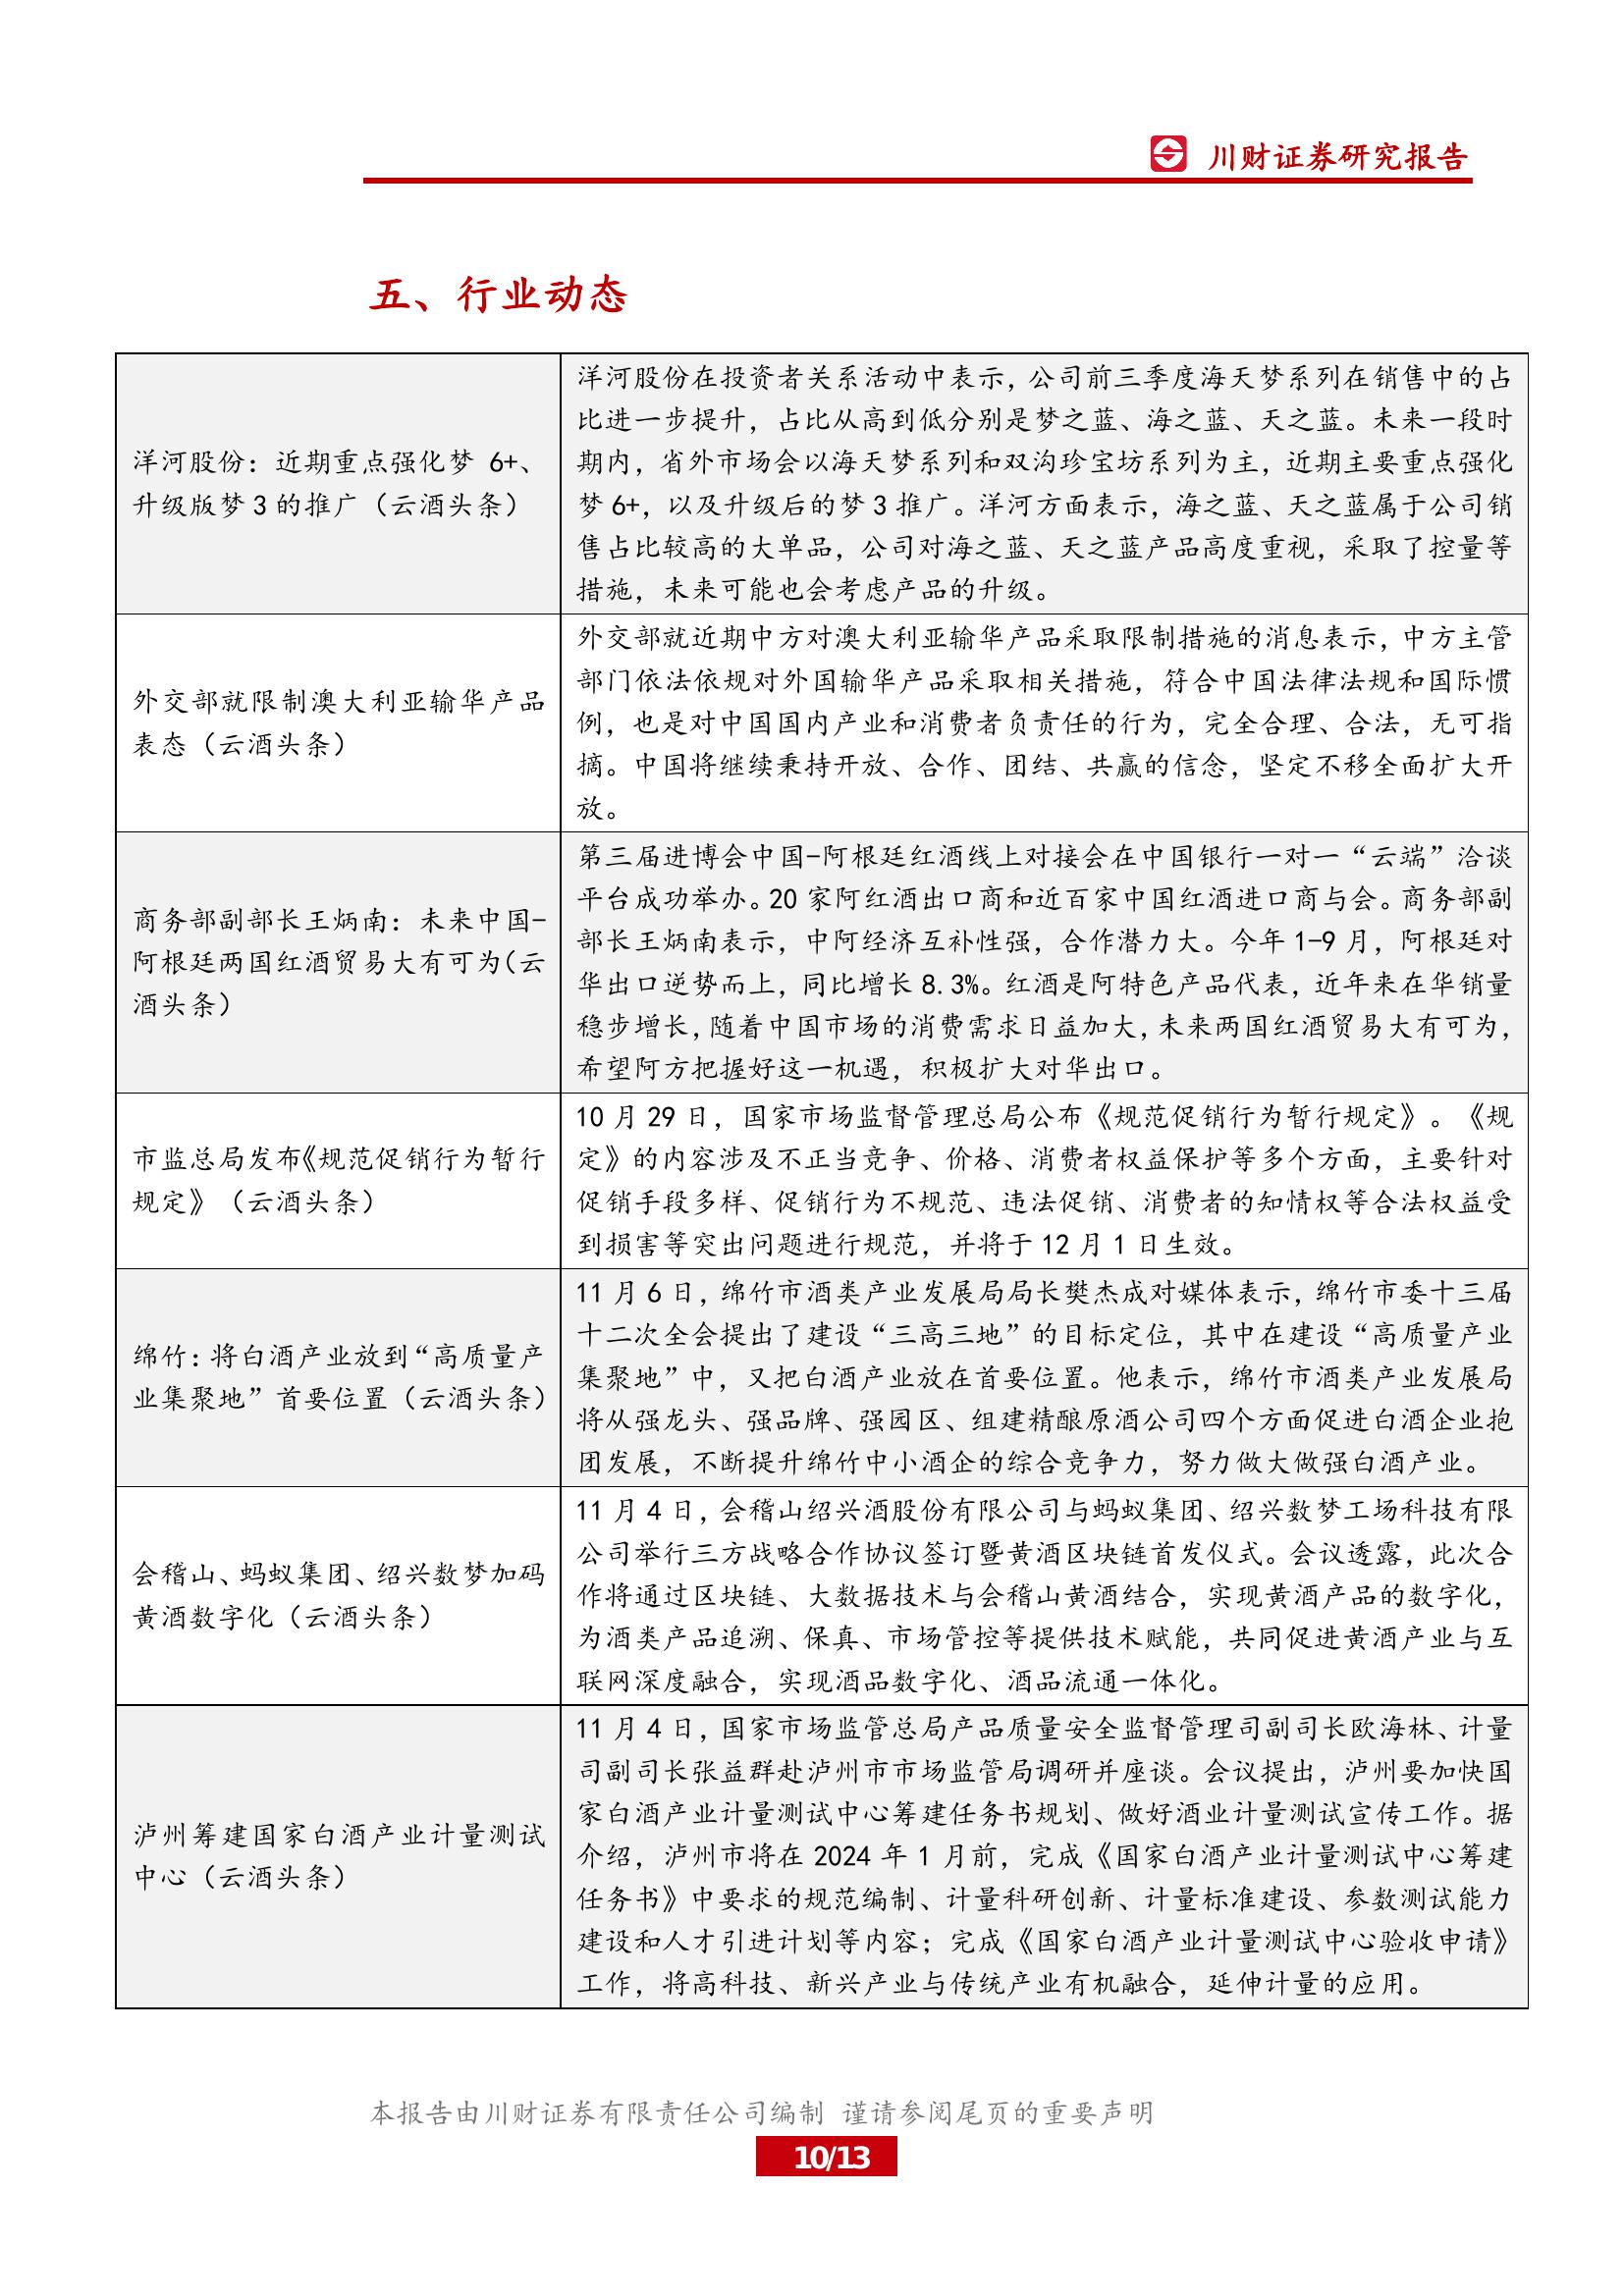 川财证券研究报告
五、行业动态
洋河股份：近期重点强化梦 6+、
升级版梦 3 的推广（云酒头条）
洋河股份在投资者关系活动中表示，公司前三季度海天梦系列在销售中的占
比进一步提升，占比从高到低分别是梦之蓝、海之蓝、天之蓝。未来一段时
期内，省外市场会以海天梦系列和双沟珍宝坊系列为主，近期主要重点强化
梦 6+，以及升级后的梦 3 推广。洋河方面表示，海之蓝、天之蓝属于公司销
售占比较高的大单品，公司对海之蓝、天之蓝产品高度重视，采取了控量等
措施，未来可能也会考虑产品的升级。
外交部就限制澳大利亚输华产品
表态（云酒头条）
外交部就近期中方对澳大利亚输华产品采取限制措施的消息表示，中方主管
部门依法依规对外国输华产品采取相关措施，符合中国法律法规和国际惯
例，也是对中国国内产业和消费者负责任的行为，完全合理、合法，无可指
摘。中国将继续秉持开放、合作、团结、共赢的信念，坚定不移全面扩大开
放。
商务部副部长王炳南：未来中国-
阿根廷两国红酒贸易大有可为（云
酒头条）
第三届进博会中国-阿根廷红酒线上对接会在中国银行一对一“云端”洽谈
平台成功举办。20 家阿红酒出口商和近百家中国红酒进口商与会。商务部副
部长王炳南表示，中阿经济互补性强，合作潜力大。今年 1-9 月，阿根廷对
华出口逆势而上，同比增长 8.3%。红酒是阿特色产品代表，近年来在华销量
稳步增长，随着中国市场的消费需求日益加大，未来两国红酒贸易大有可为，
希望阿方把握好这一机遇，积极扩大对华出口。
市监总局发布《规范促销行为暂行
规定》（云酒头条）
10 月 29 日，国家市场监督管理总局公布《规范促销行为暂行规定》。《规
定》的内容涉及不正当竞争、价格、消费者权益保护等多个方面，主要针对
促销手段多样、促销行为不规范、违法促销、消费者的知情权等合法权益受
到损害等突出问题进行规范，并将于 12 月 1 日生效。
绵竹：将白酒产业放到“高质量产
业集聚地”首要位置（云酒头条）
11 月 6 日，绵竹市酒类产业发展局局长樊杰成对媒体表示，绵竹市委十三届
十二次全会提出了建设“三高三地”的目标定位，其中在建设“高质量产业
集聚地”中，又把白酒产业放在首要位置。他表示，绵竹市酒类产业发展局
将从强龙头、强品牌、强园区、组建精酿原酒公司四个方面促进白酒企业抱
团发展，不断提升绵竹中小酒企的综合竞争力，努力做大做强白酒产业。
会稽山、蚂蚁集团、绍兴数梦加码
黄酒数字化（云酒头条）
11 月 4 日，会稽山绍兴酒股份有限公司与蚂蚁集团、绍兴数梦工场科技有限
公司举行三方战略合作协议签订暨黄酒区块链首发仪式。会议透露，此次合
作将通过区块链、大数据技术与会稽山黄酒结合，实现黄酒产品的数字化，
为酒类产品追溯、保真、市场管控等提供技术赋能，共同促进黄酒产业与互
联网深度融合，实现酒品数字化、酒品流通一体化。
泸州筹建国家白酒产业计量测试
中心（云酒头条）
11 月 4 日，国家市场监管总局产品质量安全监督管理司副司长欧海林、计量
司副司长张益群赴泸州市市场监管局调研并座谈。会议提出，泸州要加快国
家白酒产业计量测试中心筹建任务书规划、做好酒业计量测试宣传工作。据
介绍，泸州市将在 2024 年 1 月前，完成《国家白酒产业计量测试中心筹建
任务书》中要求的规范编制、计量科研创新、计量标准建设、参数测试能力
建设和人才引进计划等内容；完成《国家白酒产业计量测试中心验收申请》
工作，将高科技、新兴产业与传统产业有机融合，延伸计量的应用。
本报告由川财证券有限责任公司编制 谨请参阅尾页的重要声明
10/13